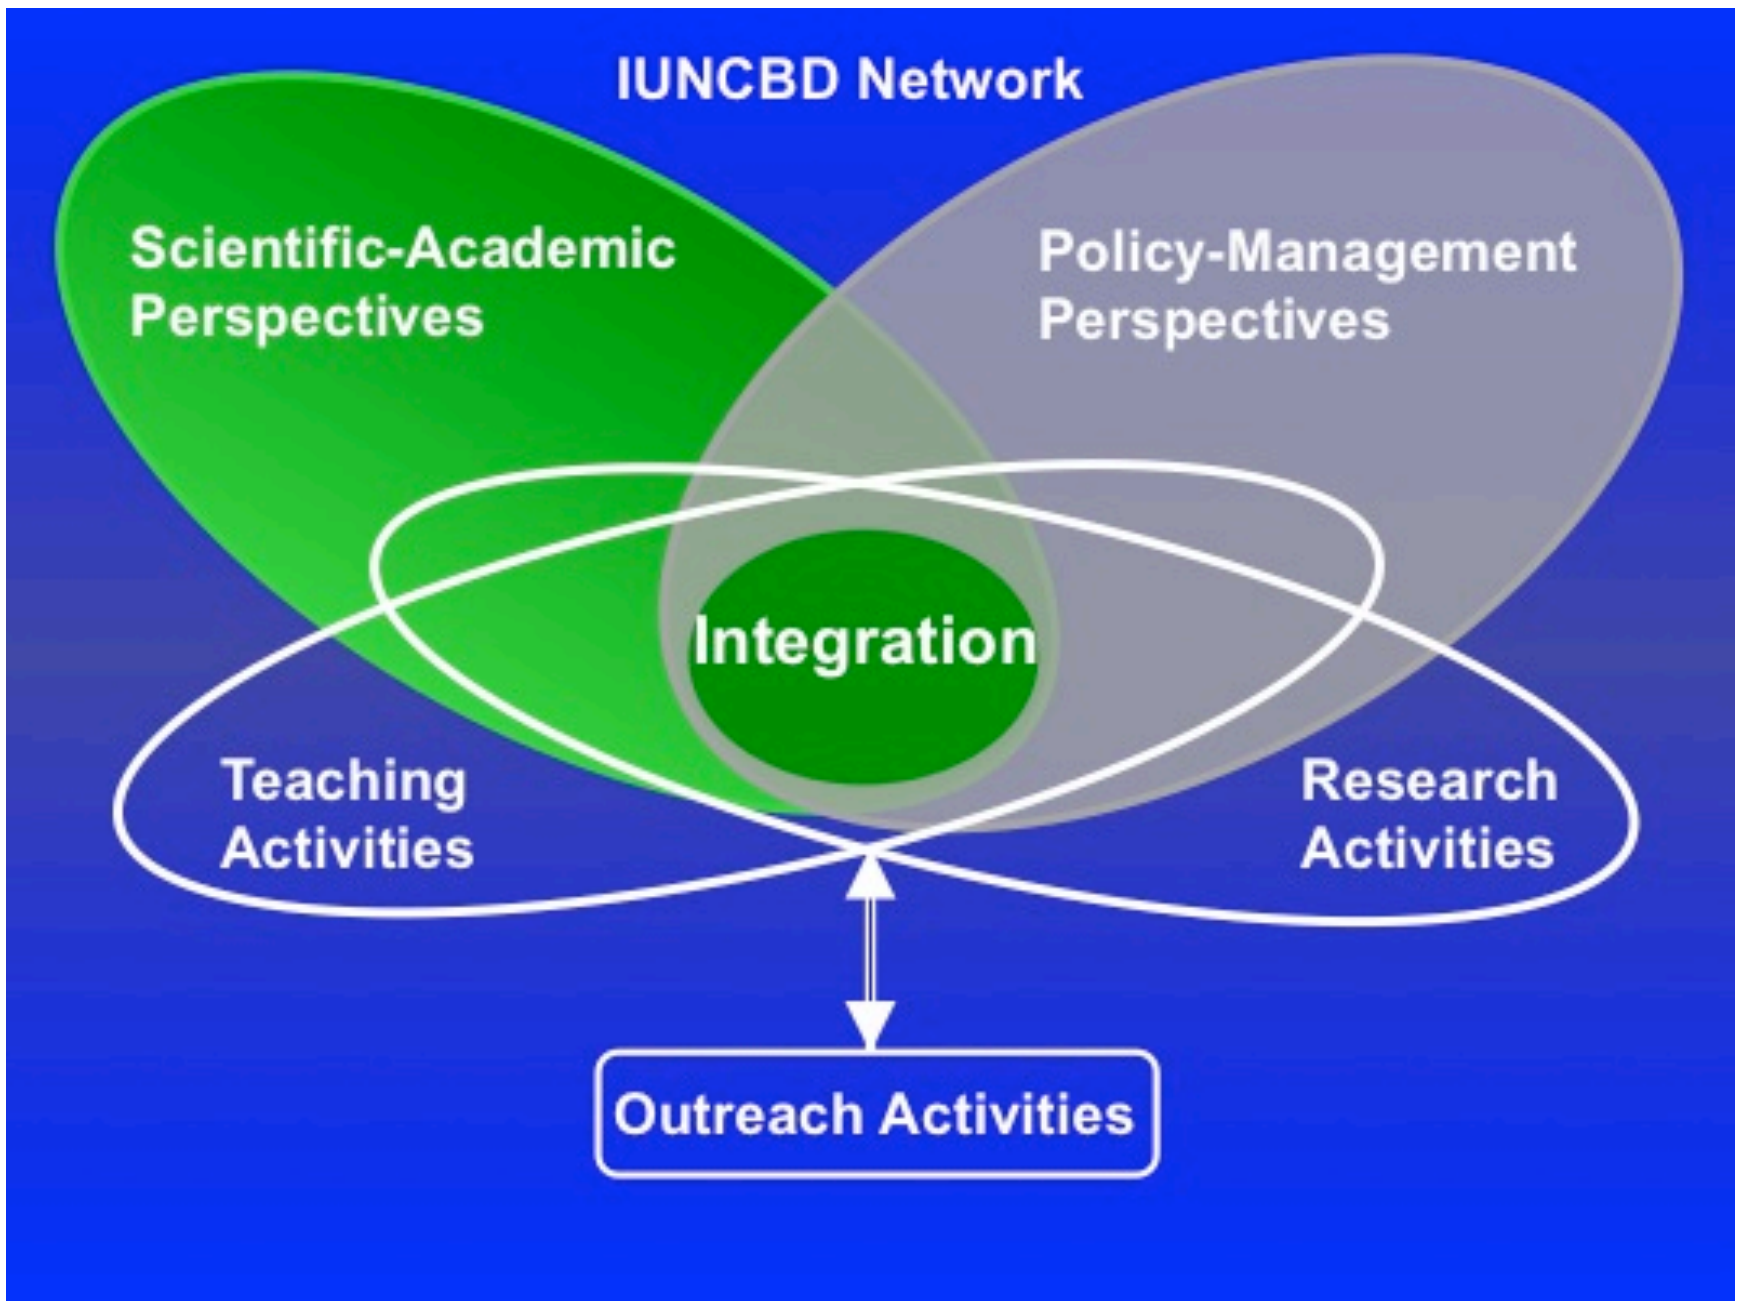 IUNCBD Network
Scientific-Academic
Perspectives
Policy-Management
Perspectives
Integration
Teaching
Activities
Research
Activities
Outreach Activities